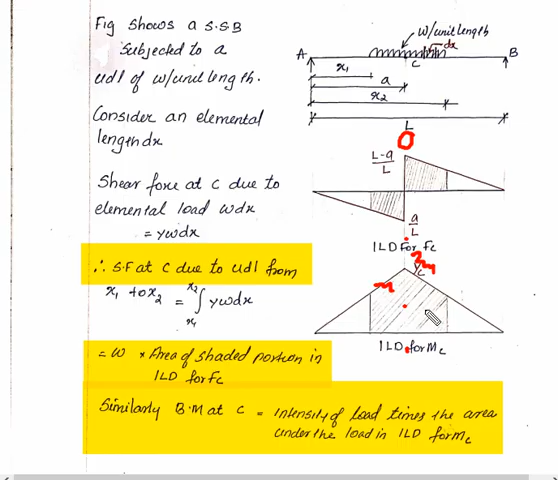 Fig shows a S.S.B
subjected to a
udl of w/unit length.
Consider an elemental
length dx
Shear force at C due to
elemental load wdx
= ywdx
∴ S.F at C due to udl from
x₁ to x₂ = ∫ ywdx
x₂
x₁
= w × Area of shaded portion in
ILD for Fc
Similarly B.M at C = Intensity of load times the area
under the load in ILD for Mc
w/unit length
dx
A
C
B
x₁
a
x₂
L
L-a
L
a
L
ILD for Fc
yc
ILD for Mc